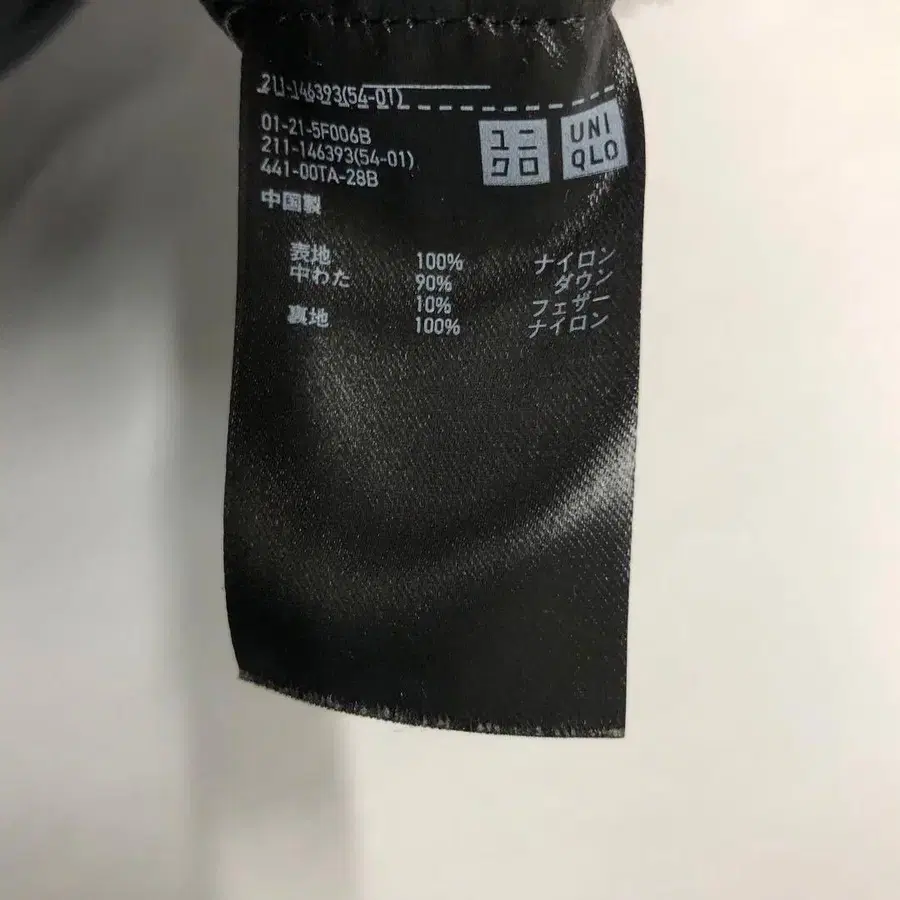 211-146393(54-01)
01-21-5F006B
211-146393(54-01)
441-00TA-28B
中国製
ユニ
クロ
UNI
QLO
表地 100% ナイロン
中わた 90% ダウン
10% フェザー
裏地 100% ナイロン